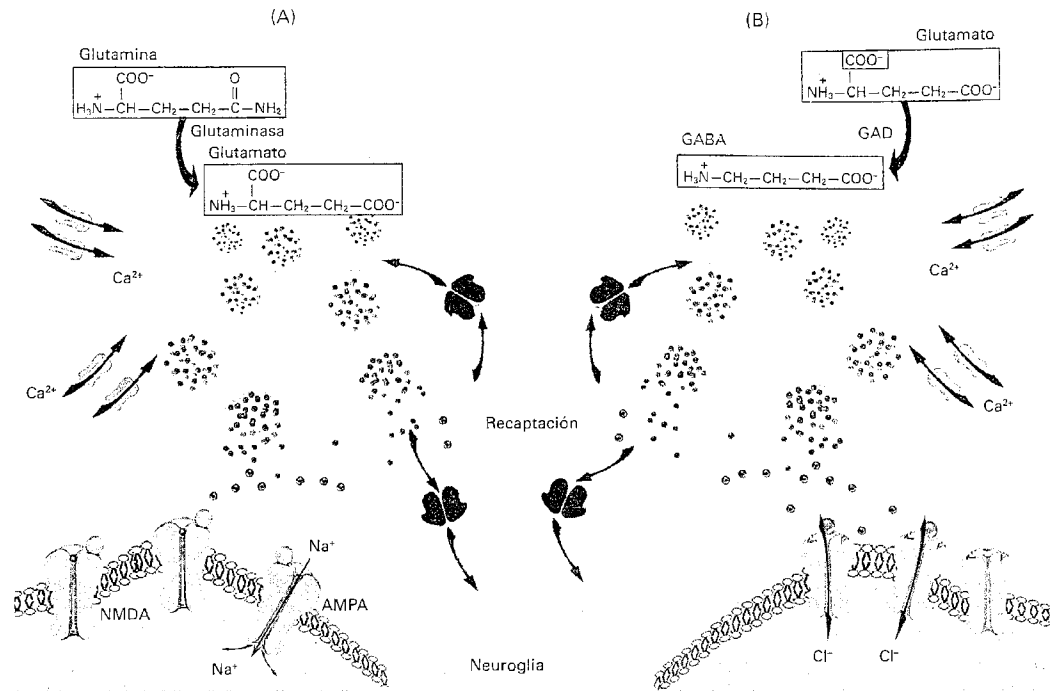 (A)
Glutamina
COO⁻ O
H₃N⁺—CH—CH₂—CH₂—C—NH₂
Glutaminasa
Glutamato
COO⁻
NH₃⁺—CH—CH₂—CH₂—COO⁻
Ca²⁺
Ca²⁺
Na⁺
NMDA
AMPA
Na⁺
Recaptación
Neuroglia
(B)
Glutamato
COO⁻
NH₃⁺—CH—CH₂—CH₂—COO⁻
GAD
GABA
H₃N⁺—CH₂—CH₂—CH₂—COO⁻
Ca²⁺
Ca²⁺
Cl⁻ Cl⁻